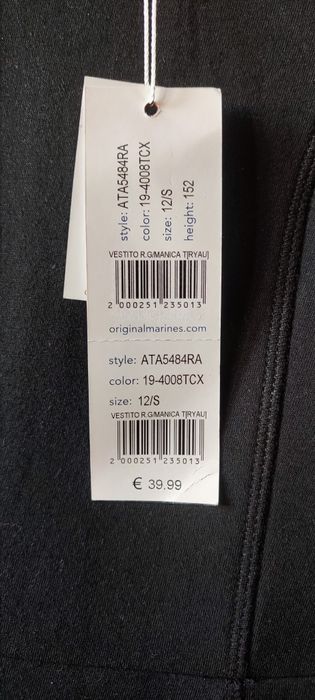 style: ATA5484RA
color: 19-4008TCX
size: 12/S
height: 152
VESTITO R.G/MANICA T[RYAU]
2 000251 235013
originalmarines.com
style: ATA5484RA
color: 19-4008TCX
size: 12/S
VESTITO R.G/MANICA T[RYAU]
2 000251 235013
€ 39.99